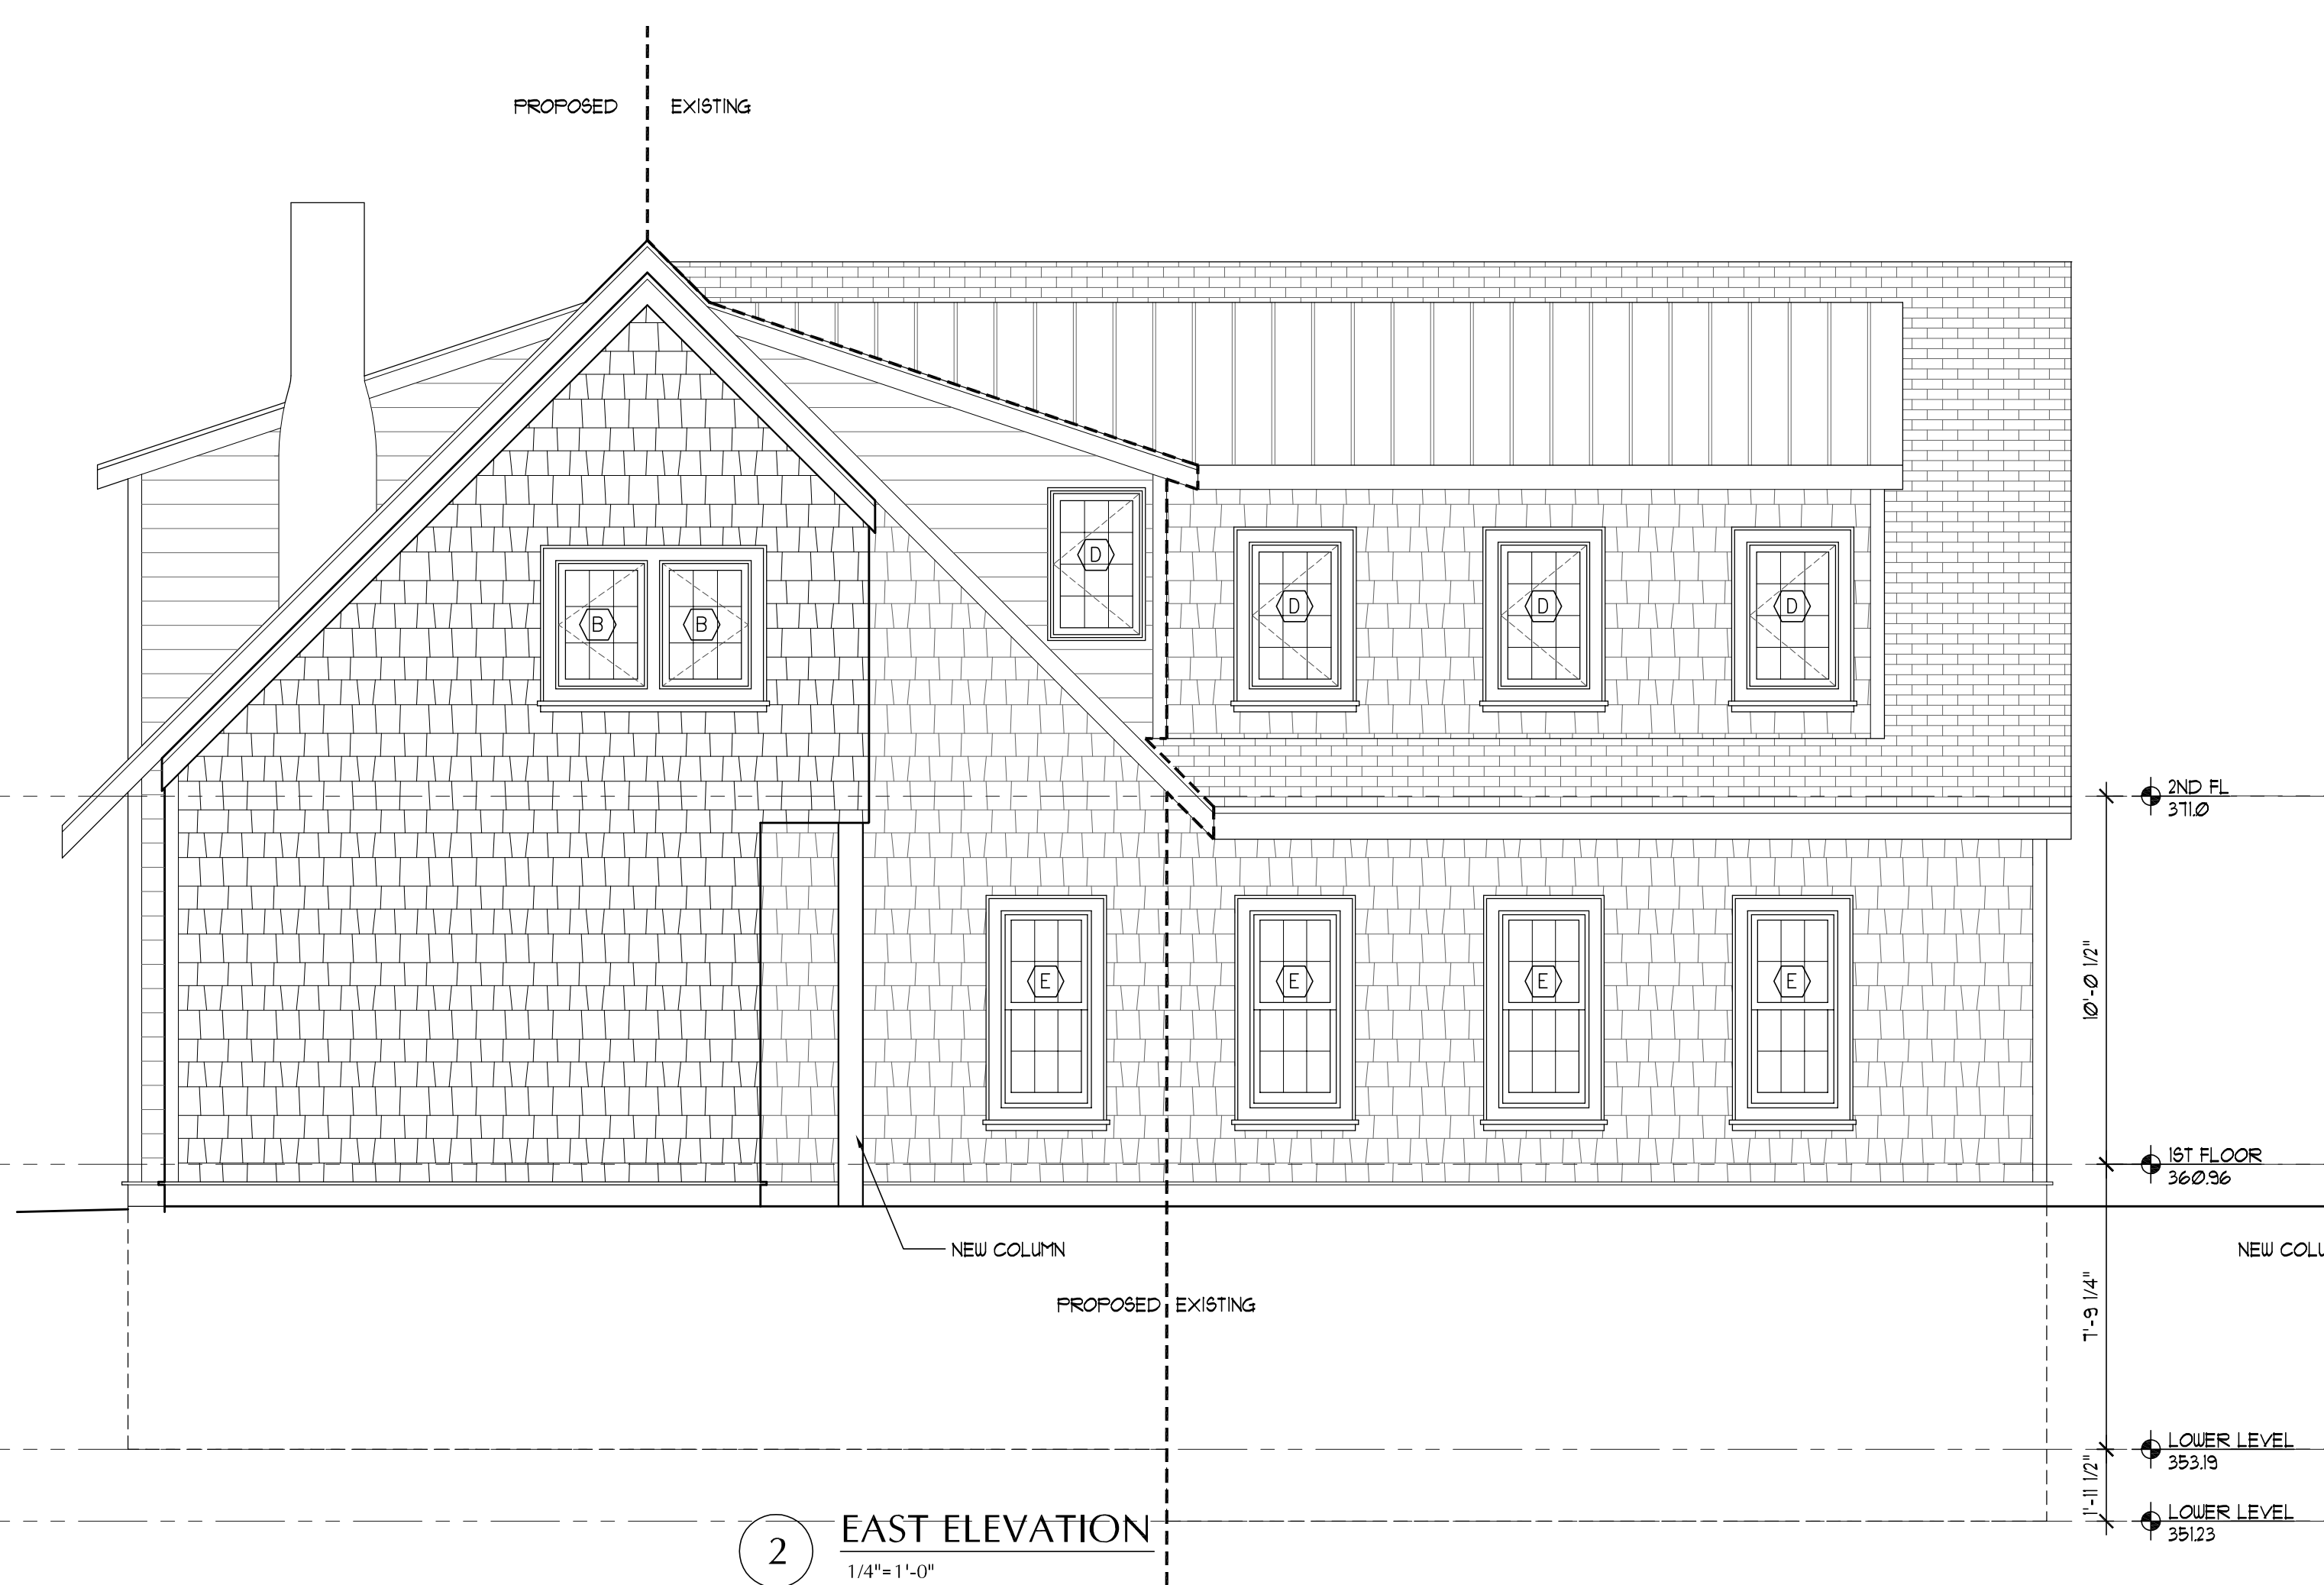 PROPOSED EXISTING
D
B B
D D D
2ND FL
371.0
10'-0 1/2"
E E E E
1ST FLOOR
360.96
NEW COLUMN
NEW COLU
7'-9 1/4"
PROPOSED EXISTING
LOWER LEVEL
353.19
1'-11 1/2"
LOWER LEVEL
351.23
2 EAST ELEVATION
1/4"=1'-0"